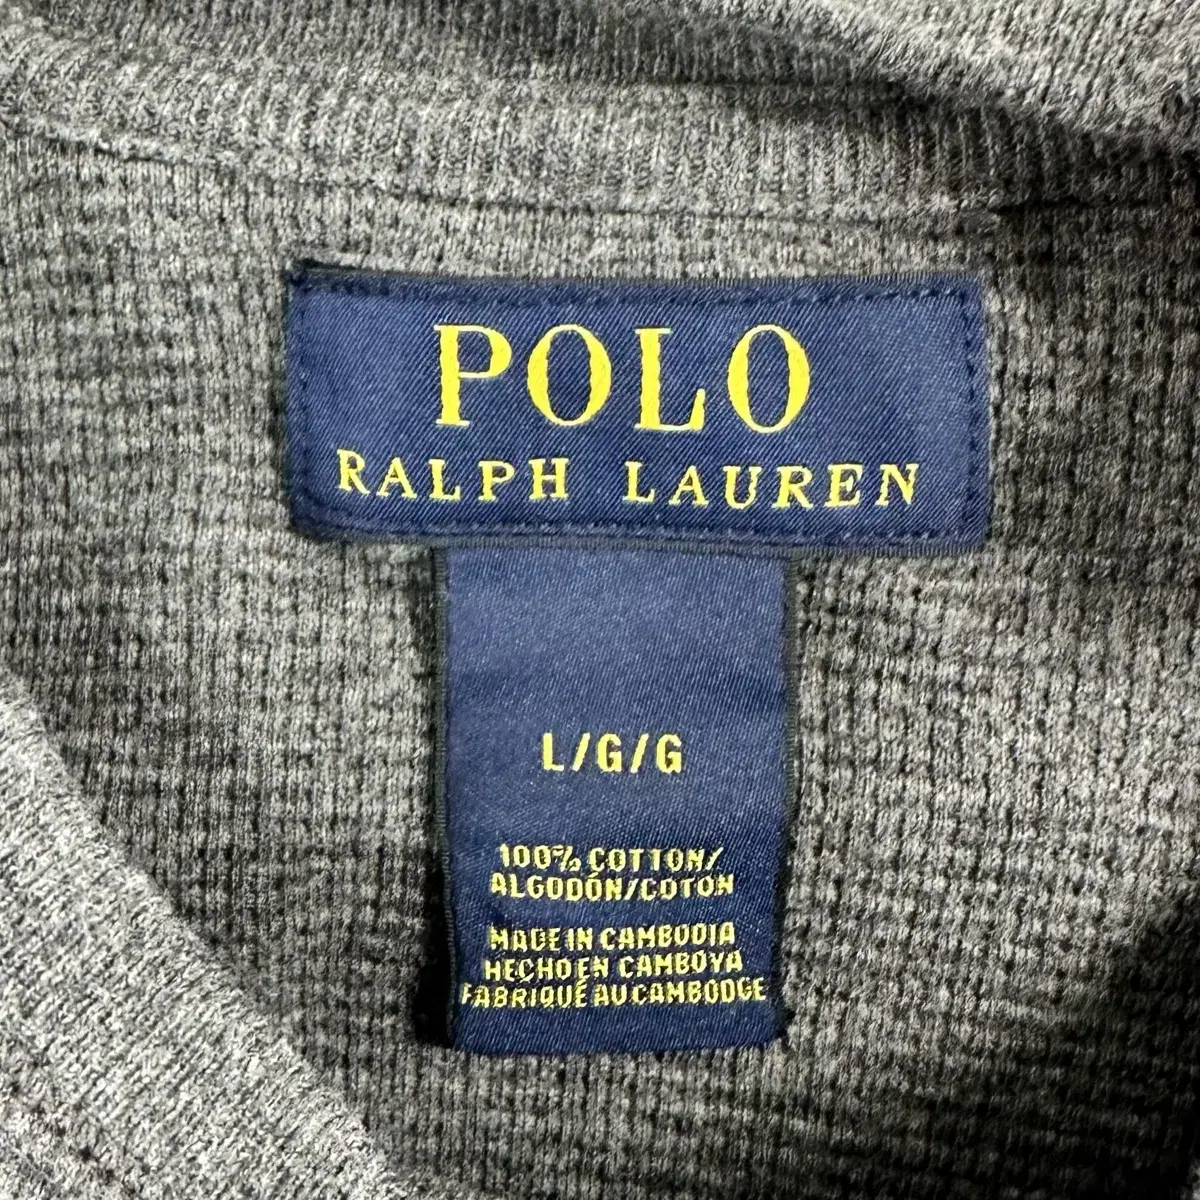 POLO
RALPH LAUREN
L/G/G
100% COTTON/
ALGODÓN/COTON
MADE IN CAMBODIA
HECHO EN CAMBOYA
FABRIQUÉ AU CAMBODGE